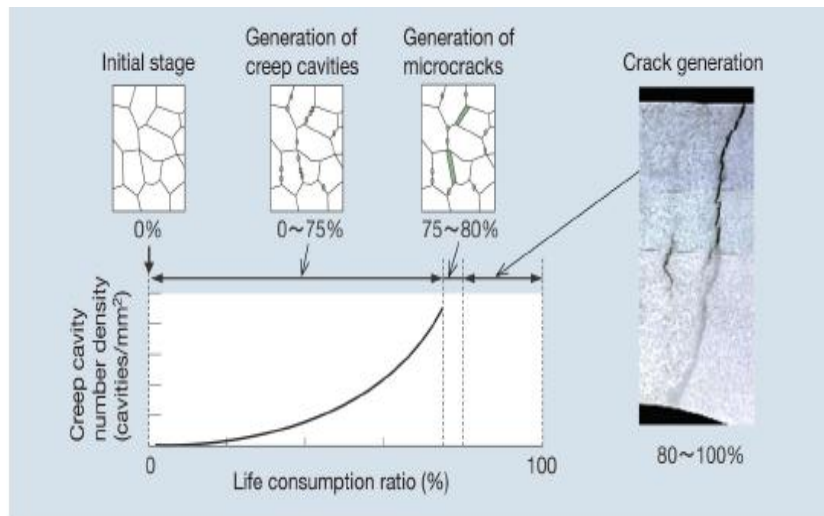 Initial stage
Generation of
creep cavities
Generation of
microcracks
Crack generation
0%
0～75%
75～80%
80～100%
Creep cavity
number density
(cavities/mm²)
0
100
Life consumption ratio (%)